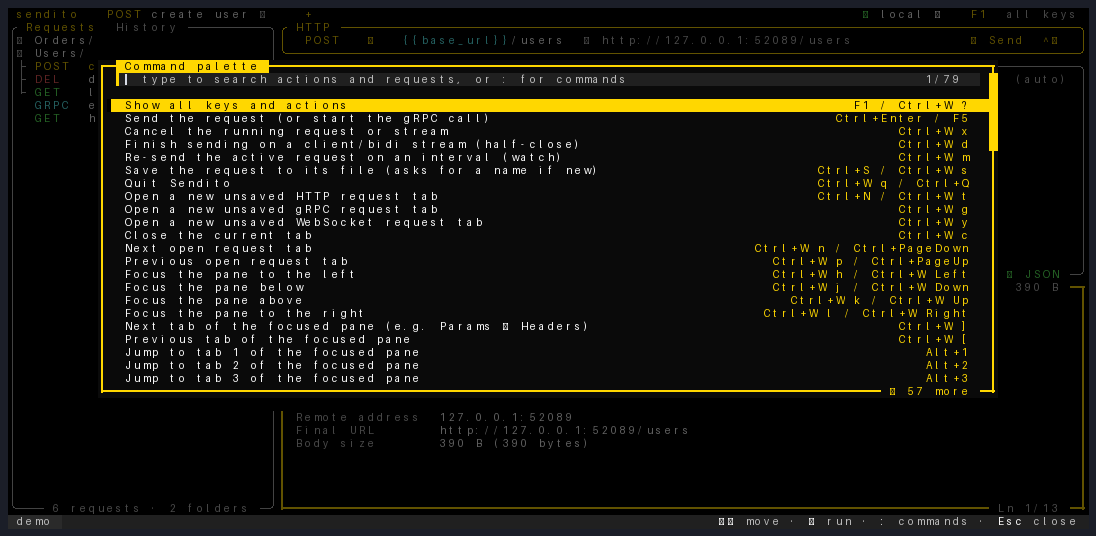 sendito POST create user + local F1 all keys
Requests History HTTP
Orders/ POST {{base_url}}/users http://127.0.0.1:52089/users Send
Users/
POST c Command palette
DEL d type to search actions and requests, or : for commands 1/79 (auto)
GET l
GRPC e Show all keys and actions F1 / Ctrl+W ?
GET h Send the request (or start the gRPC call) Ctrl+Enter / F5
Cancel the running request or stream Ctrl+W x
Finish sending on a client/bidi stream (half-close) Ctrl+W d
Re-send the active request on an interval (watch) Ctrl+W m
Save the request to its file (asks for a name if new) Ctrl+S / Ctrl+W s
Quit Sendito Ctrl+W q / Ctrl+Q
Open a new unsaved HTTP request tab Ctrl+N / Ctrl+W t
Open a new unsaved gRPC request tab Ctrl+W g
Open a new unsaved WebSocket request tab Ctrl+W y
Close the current tab Ctrl+W c
Next open request tab Ctrl+W n / Ctrl+PageDown
Previous open request tab Ctrl+W p / Ctrl+PageUp
Focus the pane to the left Ctrl+W h / Ctrl+W Left JSON
Focus the pane below Ctrl+W j / Ctrl+W Down 390 B
Focus the pane above Ctrl+W k / Ctrl+W Up
Focus the pane to the right Ctrl+W l / Ctrl+W Right
Next tab of the focused pane (e.g. Params Headers) Ctrl+W ]
Previous tab of the focused pane Ctrl+W [
Jump to tab 1 of the focused pane Alt+1
Jump to tab 2 of the focused pane Alt+2
Jump to tab 3 of the focused pane Alt+3
57 more
Remote address 127.0.0.1:52089
Final URL http://127.0.0.1:52089/users
Body size 390 B (390 bytes)
6 requests · 2 folders Ln 1/13
demo move · run · : commands · Esc close